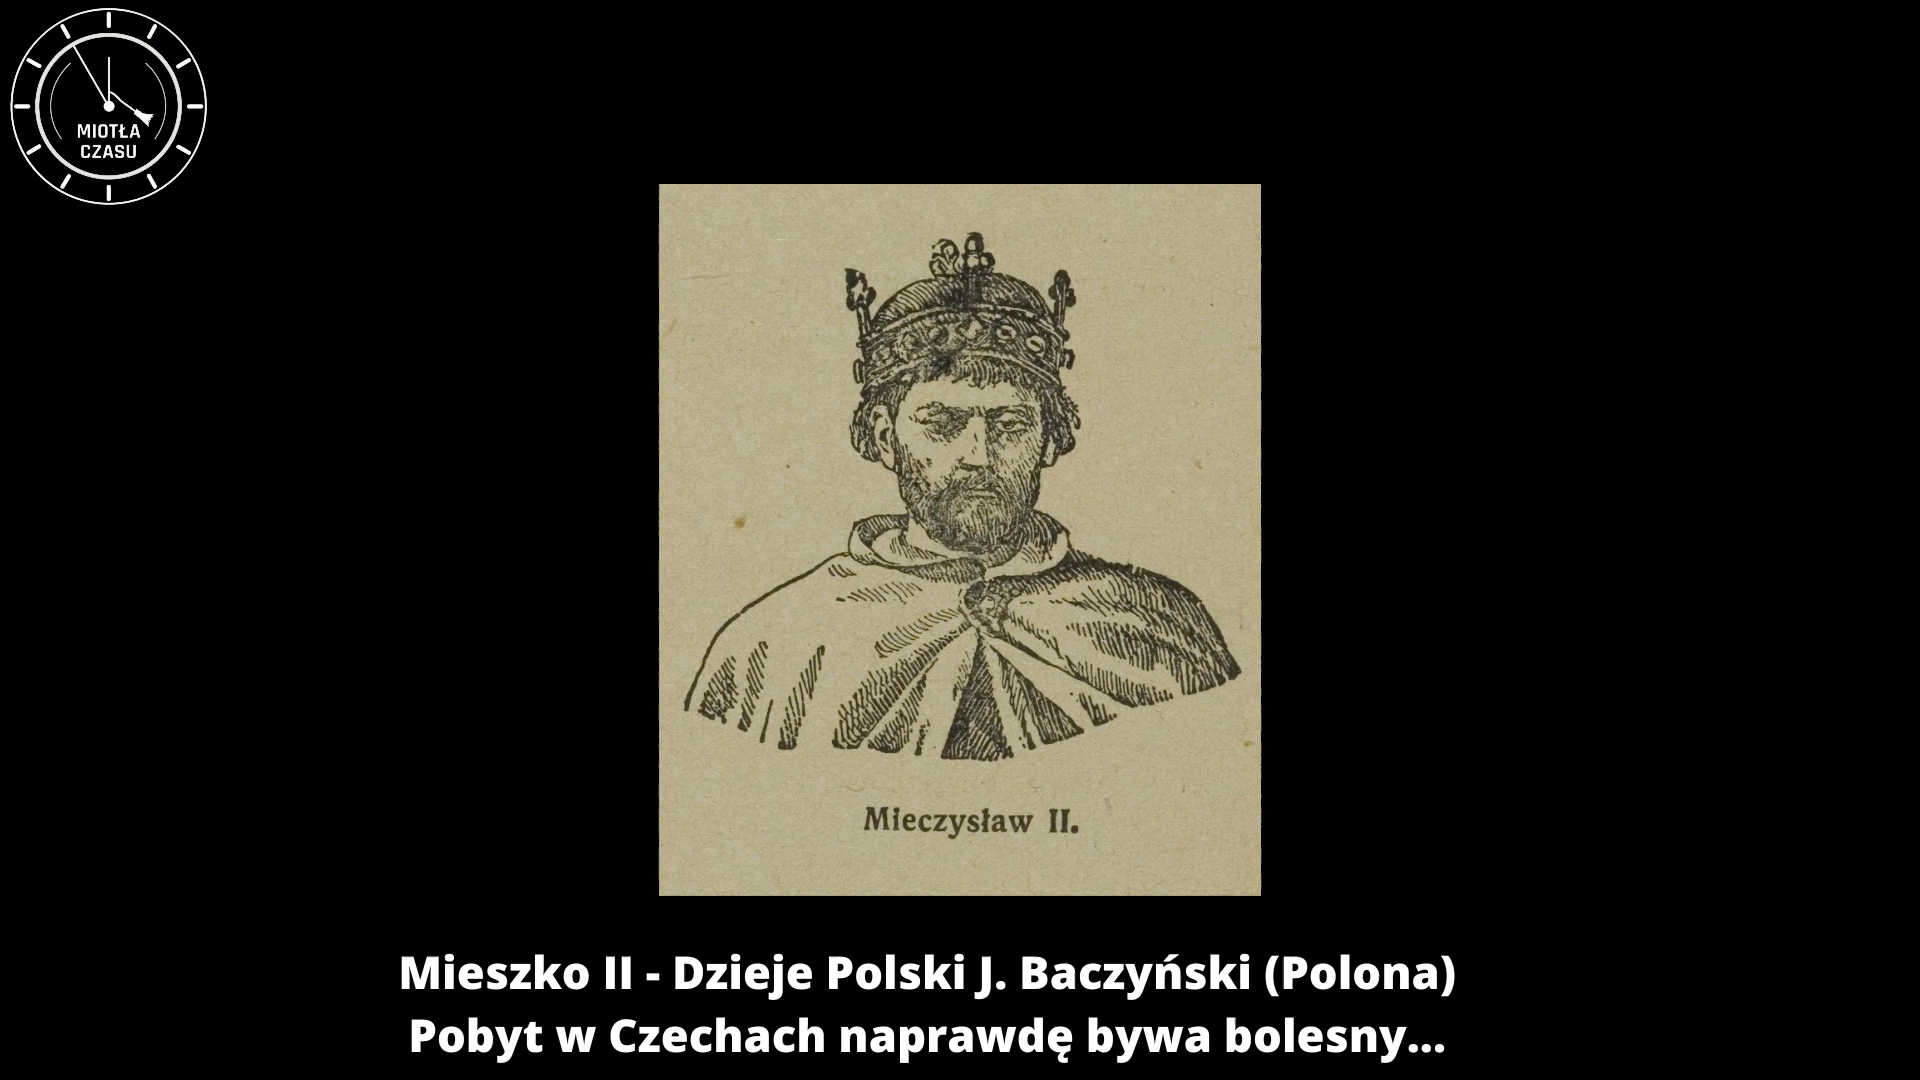 MIOTŁA
CZASU
Mieczysław II.
Mieszko II - Dzieje Polski J. Baczyński (Polona)
Pobyt w Czechach naprawdę bywa bolesny...